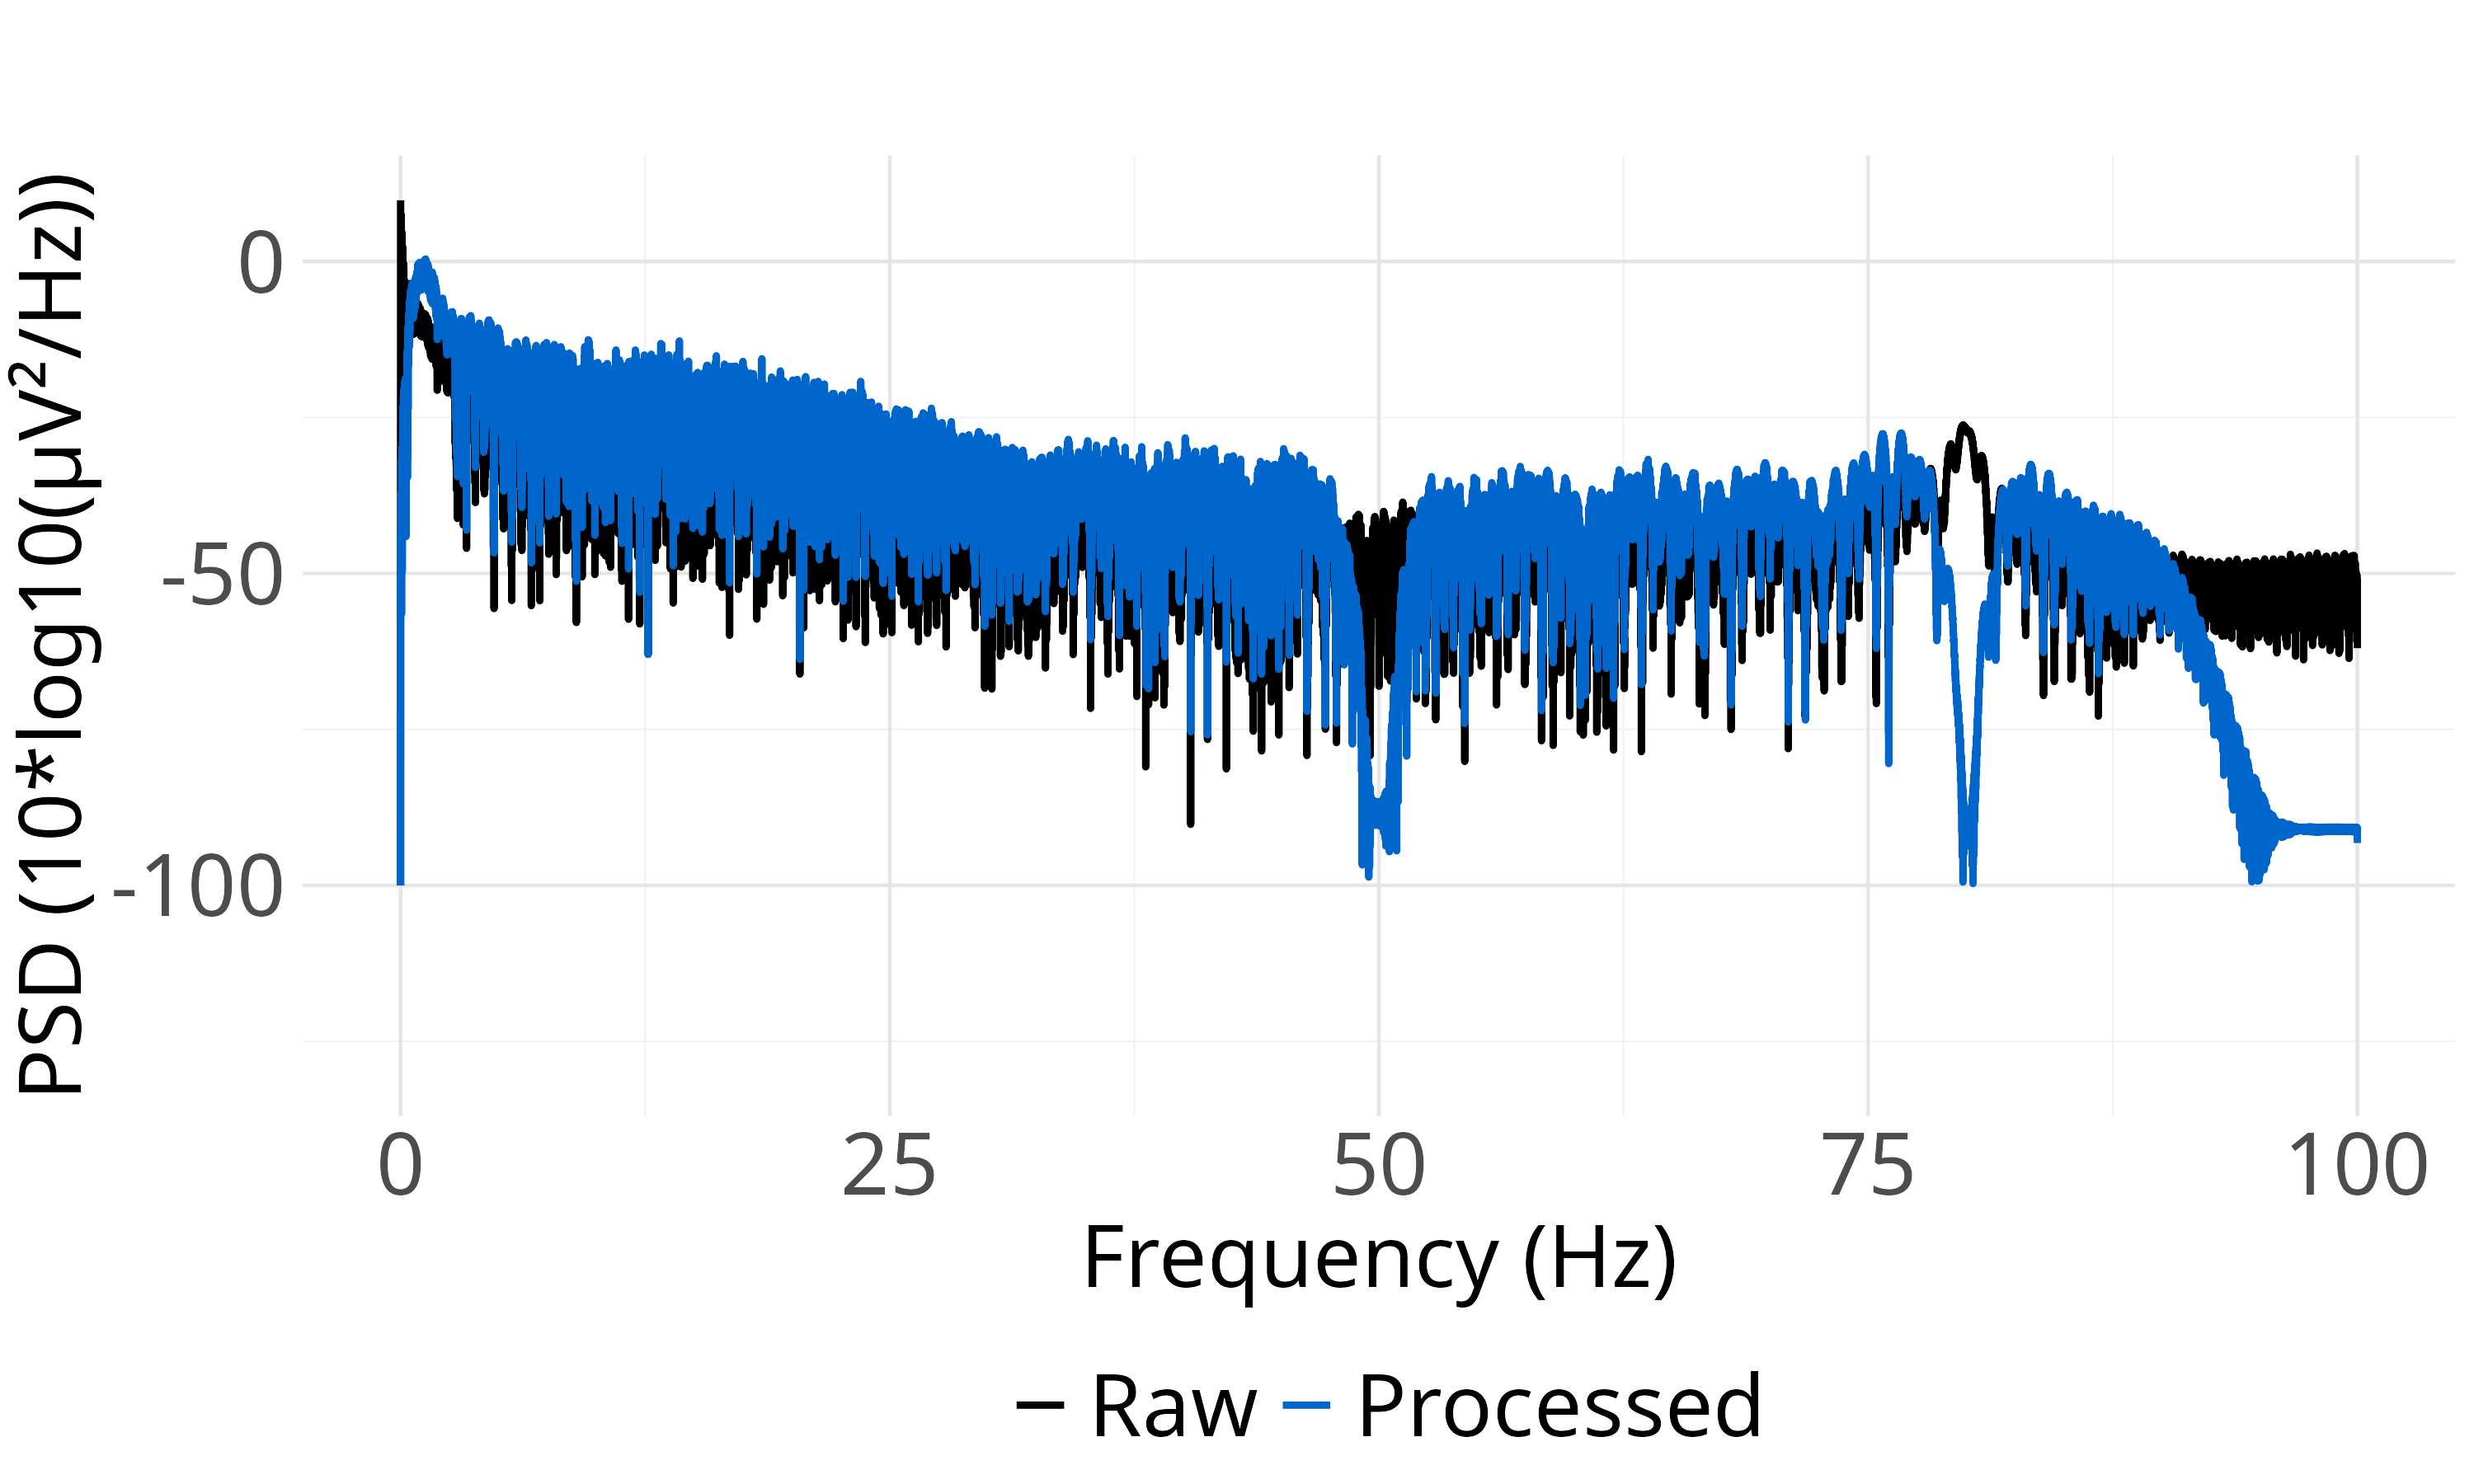 PSD (10*log10(µV²/Hz))
0
-50
-100
0 25 50 75 100
Frequency (Hz)
Raw Processed